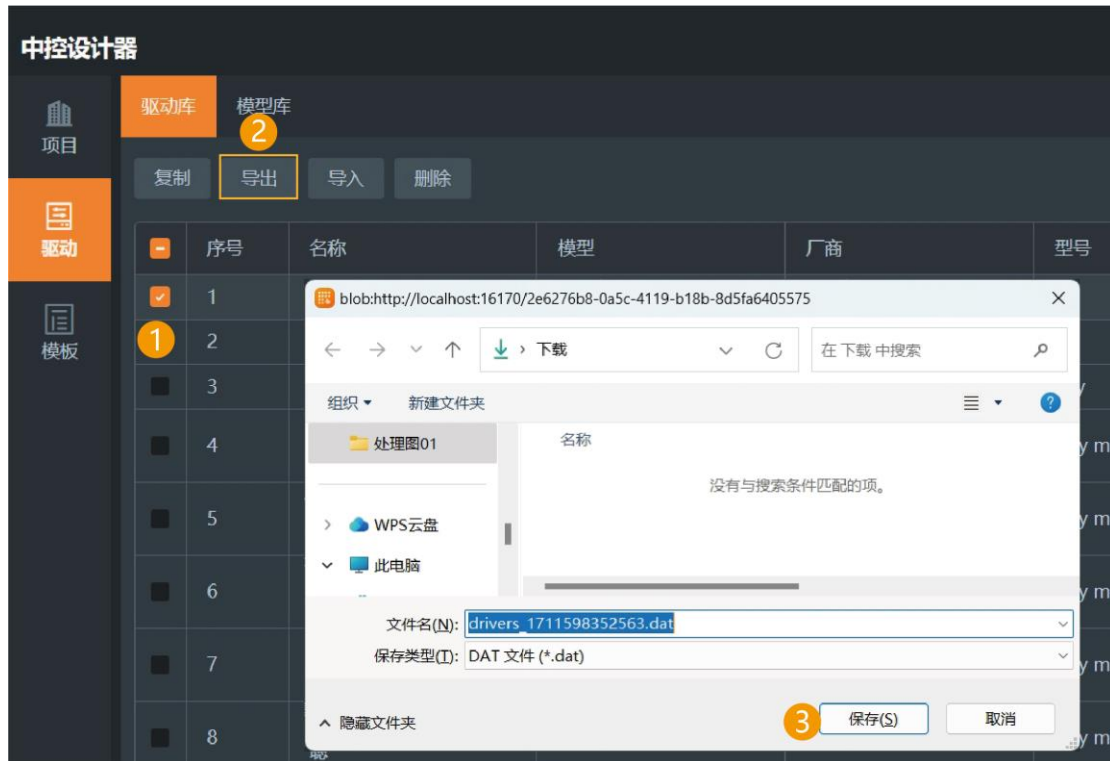 中控设计器
项目
驱动
模板
驱动库 模型库
2
复制 导出 导入 删除
序号 名称 模型 厂商 型号
1
1
2
3
4
5
6
7
8
blob:http://localhost:16170/2e6276b8-0a5c-4119-b18b-8d5fa6405575
下载
在 下载 中搜索
组织 新建文件夹
处理图01
WPS云盘
此电脑
名称
没有与搜索条件匹配的项。
文件名(N): drivers_1711598352563.dat
保存类型(T): DAT 文件 (*.dat)
隐藏文件夹
3 保存(S) 取消
y
y m
y m
y m
y m
y m